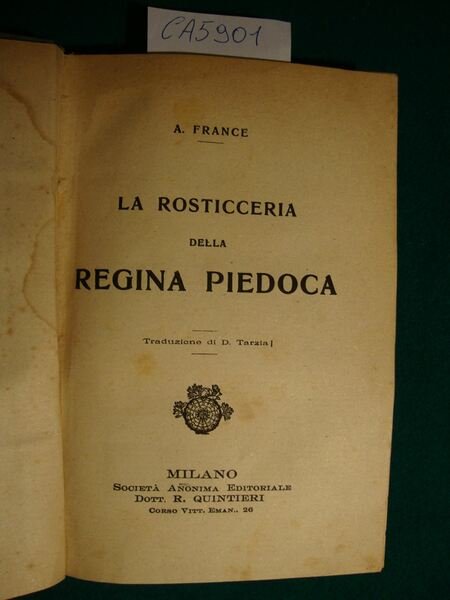 CA5901
A. FRANCE
LA ROSTICCERIA
DELLA
REGINA PIEDOCA
Traduzione di D. Tarzia
MILANO
SOCIETÀ ANONIMA EDITORIALE
DOTT. R. QUINTIERI
CORSO VITT. EMAN., 26